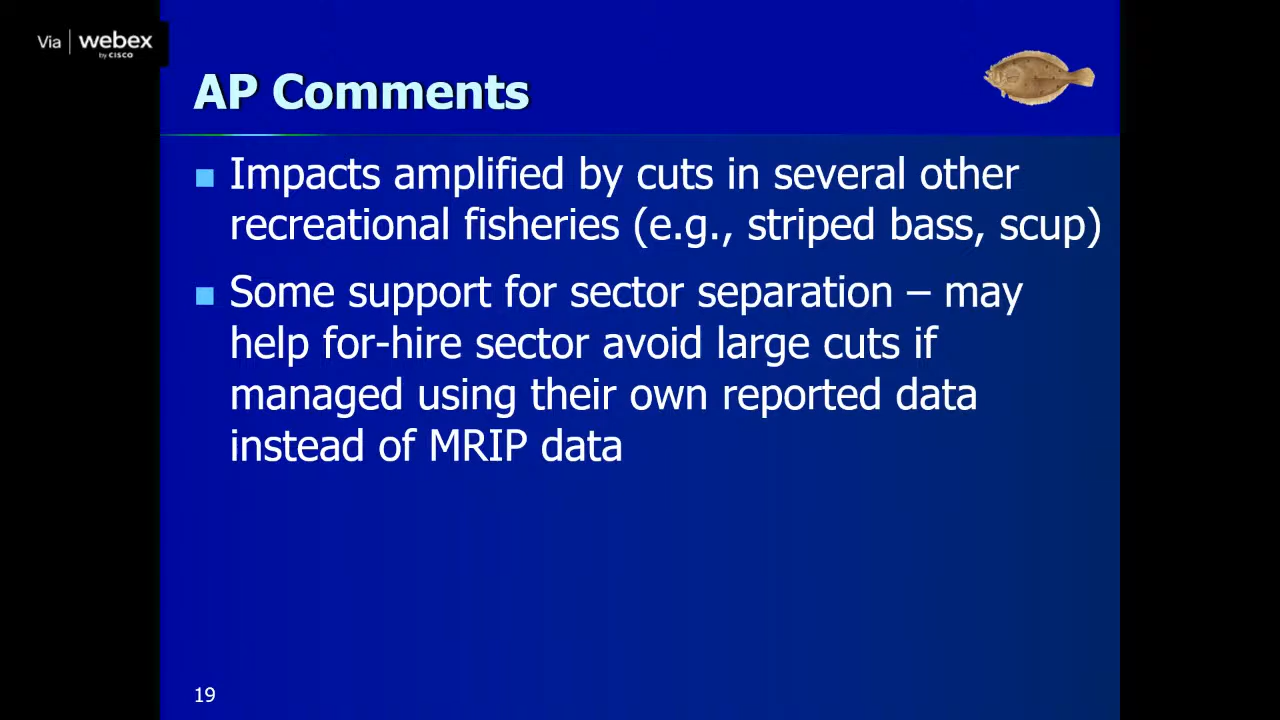 Via webex
by CISCO
AP Comments
Impacts amplified by cuts in several other
recreational fisheries (e.g., striped bass, scup)
Some support for sector separation – may
help for-hire sector avoid large cuts if
managed using their own reported data
instead of MRIP data
19